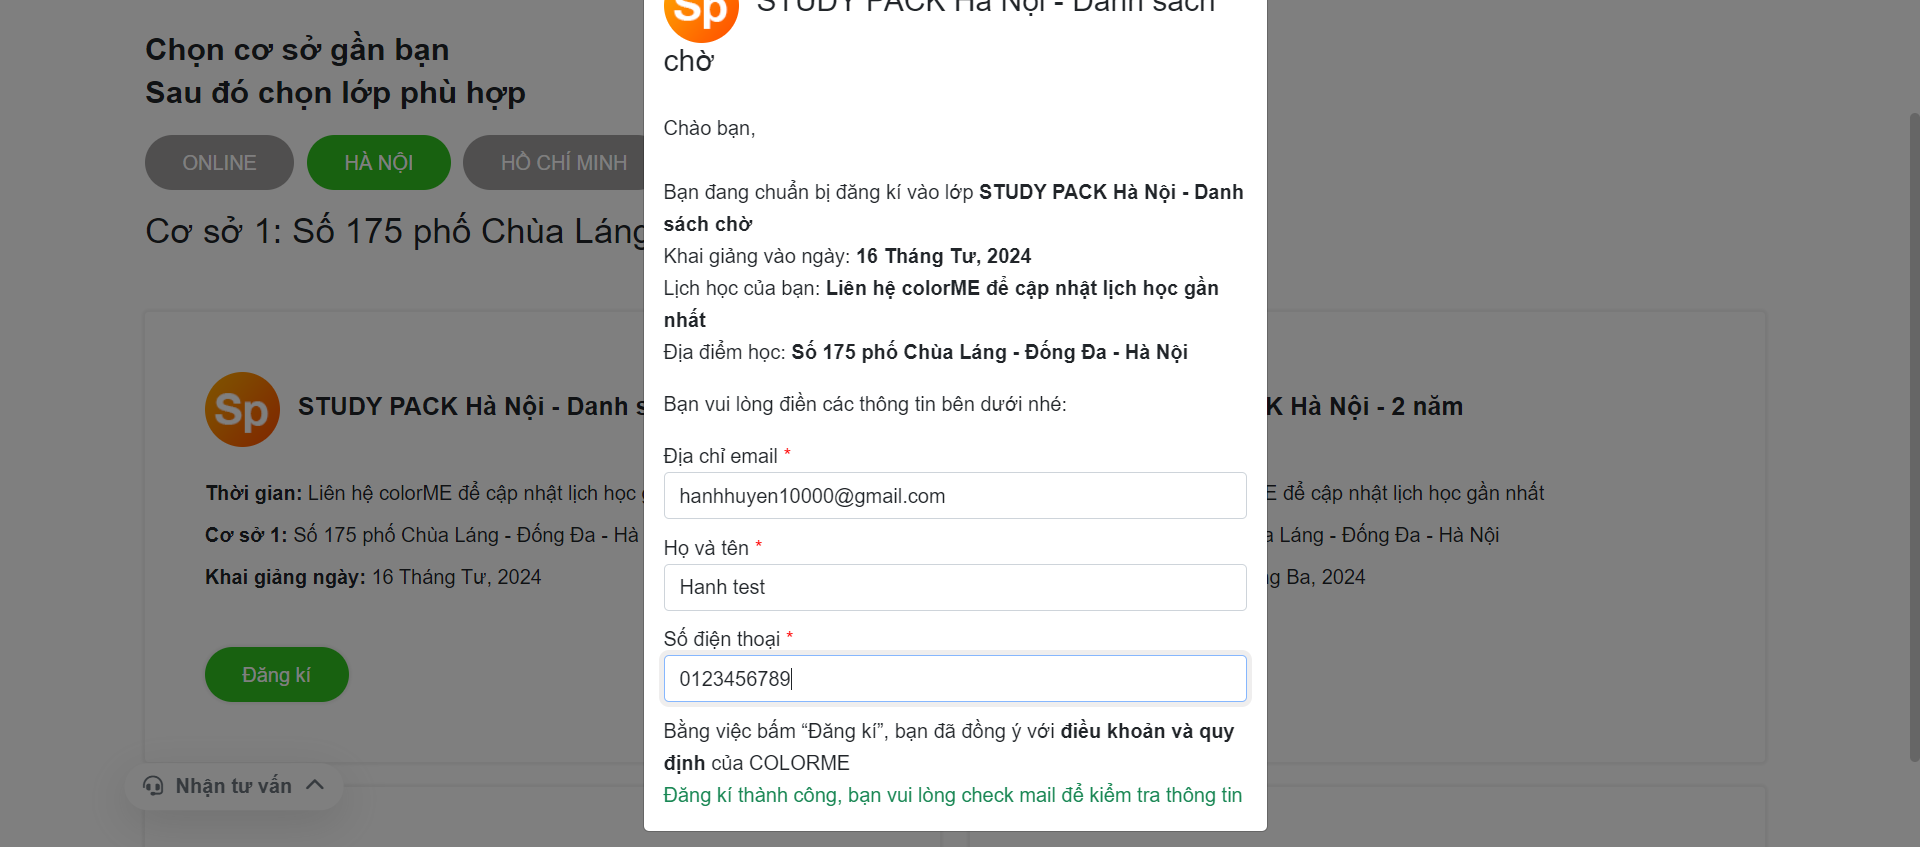 Chọn cơ sở gần bạn
Sau đó chọn lớp phù hợp
ONLINE
HÀ NỘI
HỒ CHÍ MINH
Cơ sở 1: Số 175 phố Chùa Láng
Sp
STUDY PACK Hà Nội - Danh s
Thời gian: Liên hệ colorME để cập nhật lịch học
Cơ sở 1: Số 175 phố Chùa Láng - Đống Đa - Hà
Khai giảng ngày: 16 Tháng Tư, 2024
Đăng kí
Nhận tư vấn
Sp
STUDY PACK Hà Nội - Danh sách
chờ
Chào bạn,
Bạn đang chuẩn bị đăng kí vào lớp STUDY PACK Hà Nội - Danh
sách chờ
Khai giảng vào ngày: 16 Tháng Tư, 2024
Lịch học của bạn: Liên hệ colorME để cập nhật lịch học gần
nhất
Địa điểm học: Số 175 phố Chùa Láng - Đống Đa - Hà Nội
Bạn vui lòng điền các thông tin bên dưới nhé:
Địa chỉ email *
hanhhuyen10000@gmail.com
Họ và tên *
Hanh test
Số điện thoại *
0123456789
Bằng việc bấm “Đăng kí”, bạn đã đồng ý với điều khoản và quy
định của COLORME
Đăng kí thành công, bạn vui lòng check mail để kiểm tra thông tin
K Hà Nội - 2 năm
E để cập nhật lịch học gần nhất
Láng - Đống Đa - Hà Nội
g Ba, 2024